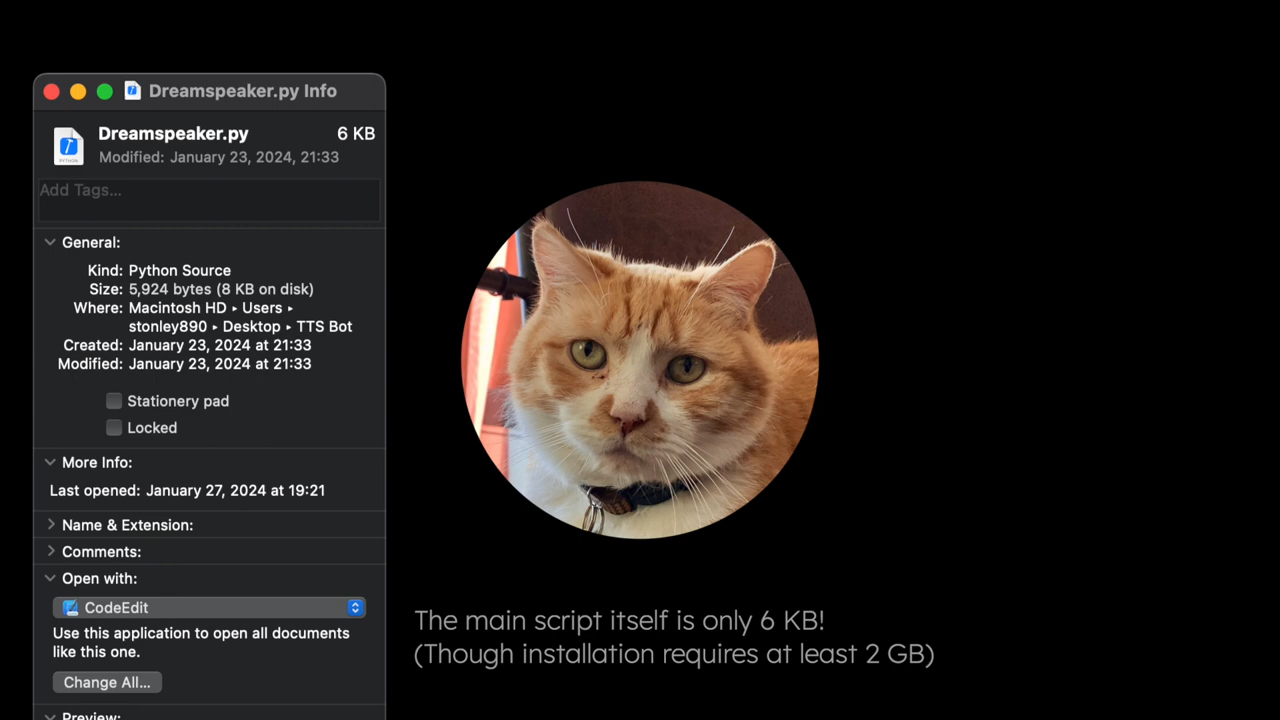 Dreamspeaker.py Info
Dreamspeaker.py 6 KB
Modified: January 23, 2024, 21:33
PYTHON
Add Tags...
General:
Kind: Python Source
Size: 5,924 bytes (8 KB on disk)
Where: Macintosh HD ▸ Users ▸
stonley890 ▸ Desktop ▸ TTS Bot
Created: January 23, 2024 at 21:33
Modified: January 23, 2024 at 21:33
Stationery pad
Locked
More Info:
Last opened: January 27, 2024 at 19:21
Name & Extension:
Comments:
Open with:
CodeEdit
Use this application to open all documents
like this one.
Change All...
Preview:
The main script itself is only 6 KB!
(Though installation requires at least 2 GB)